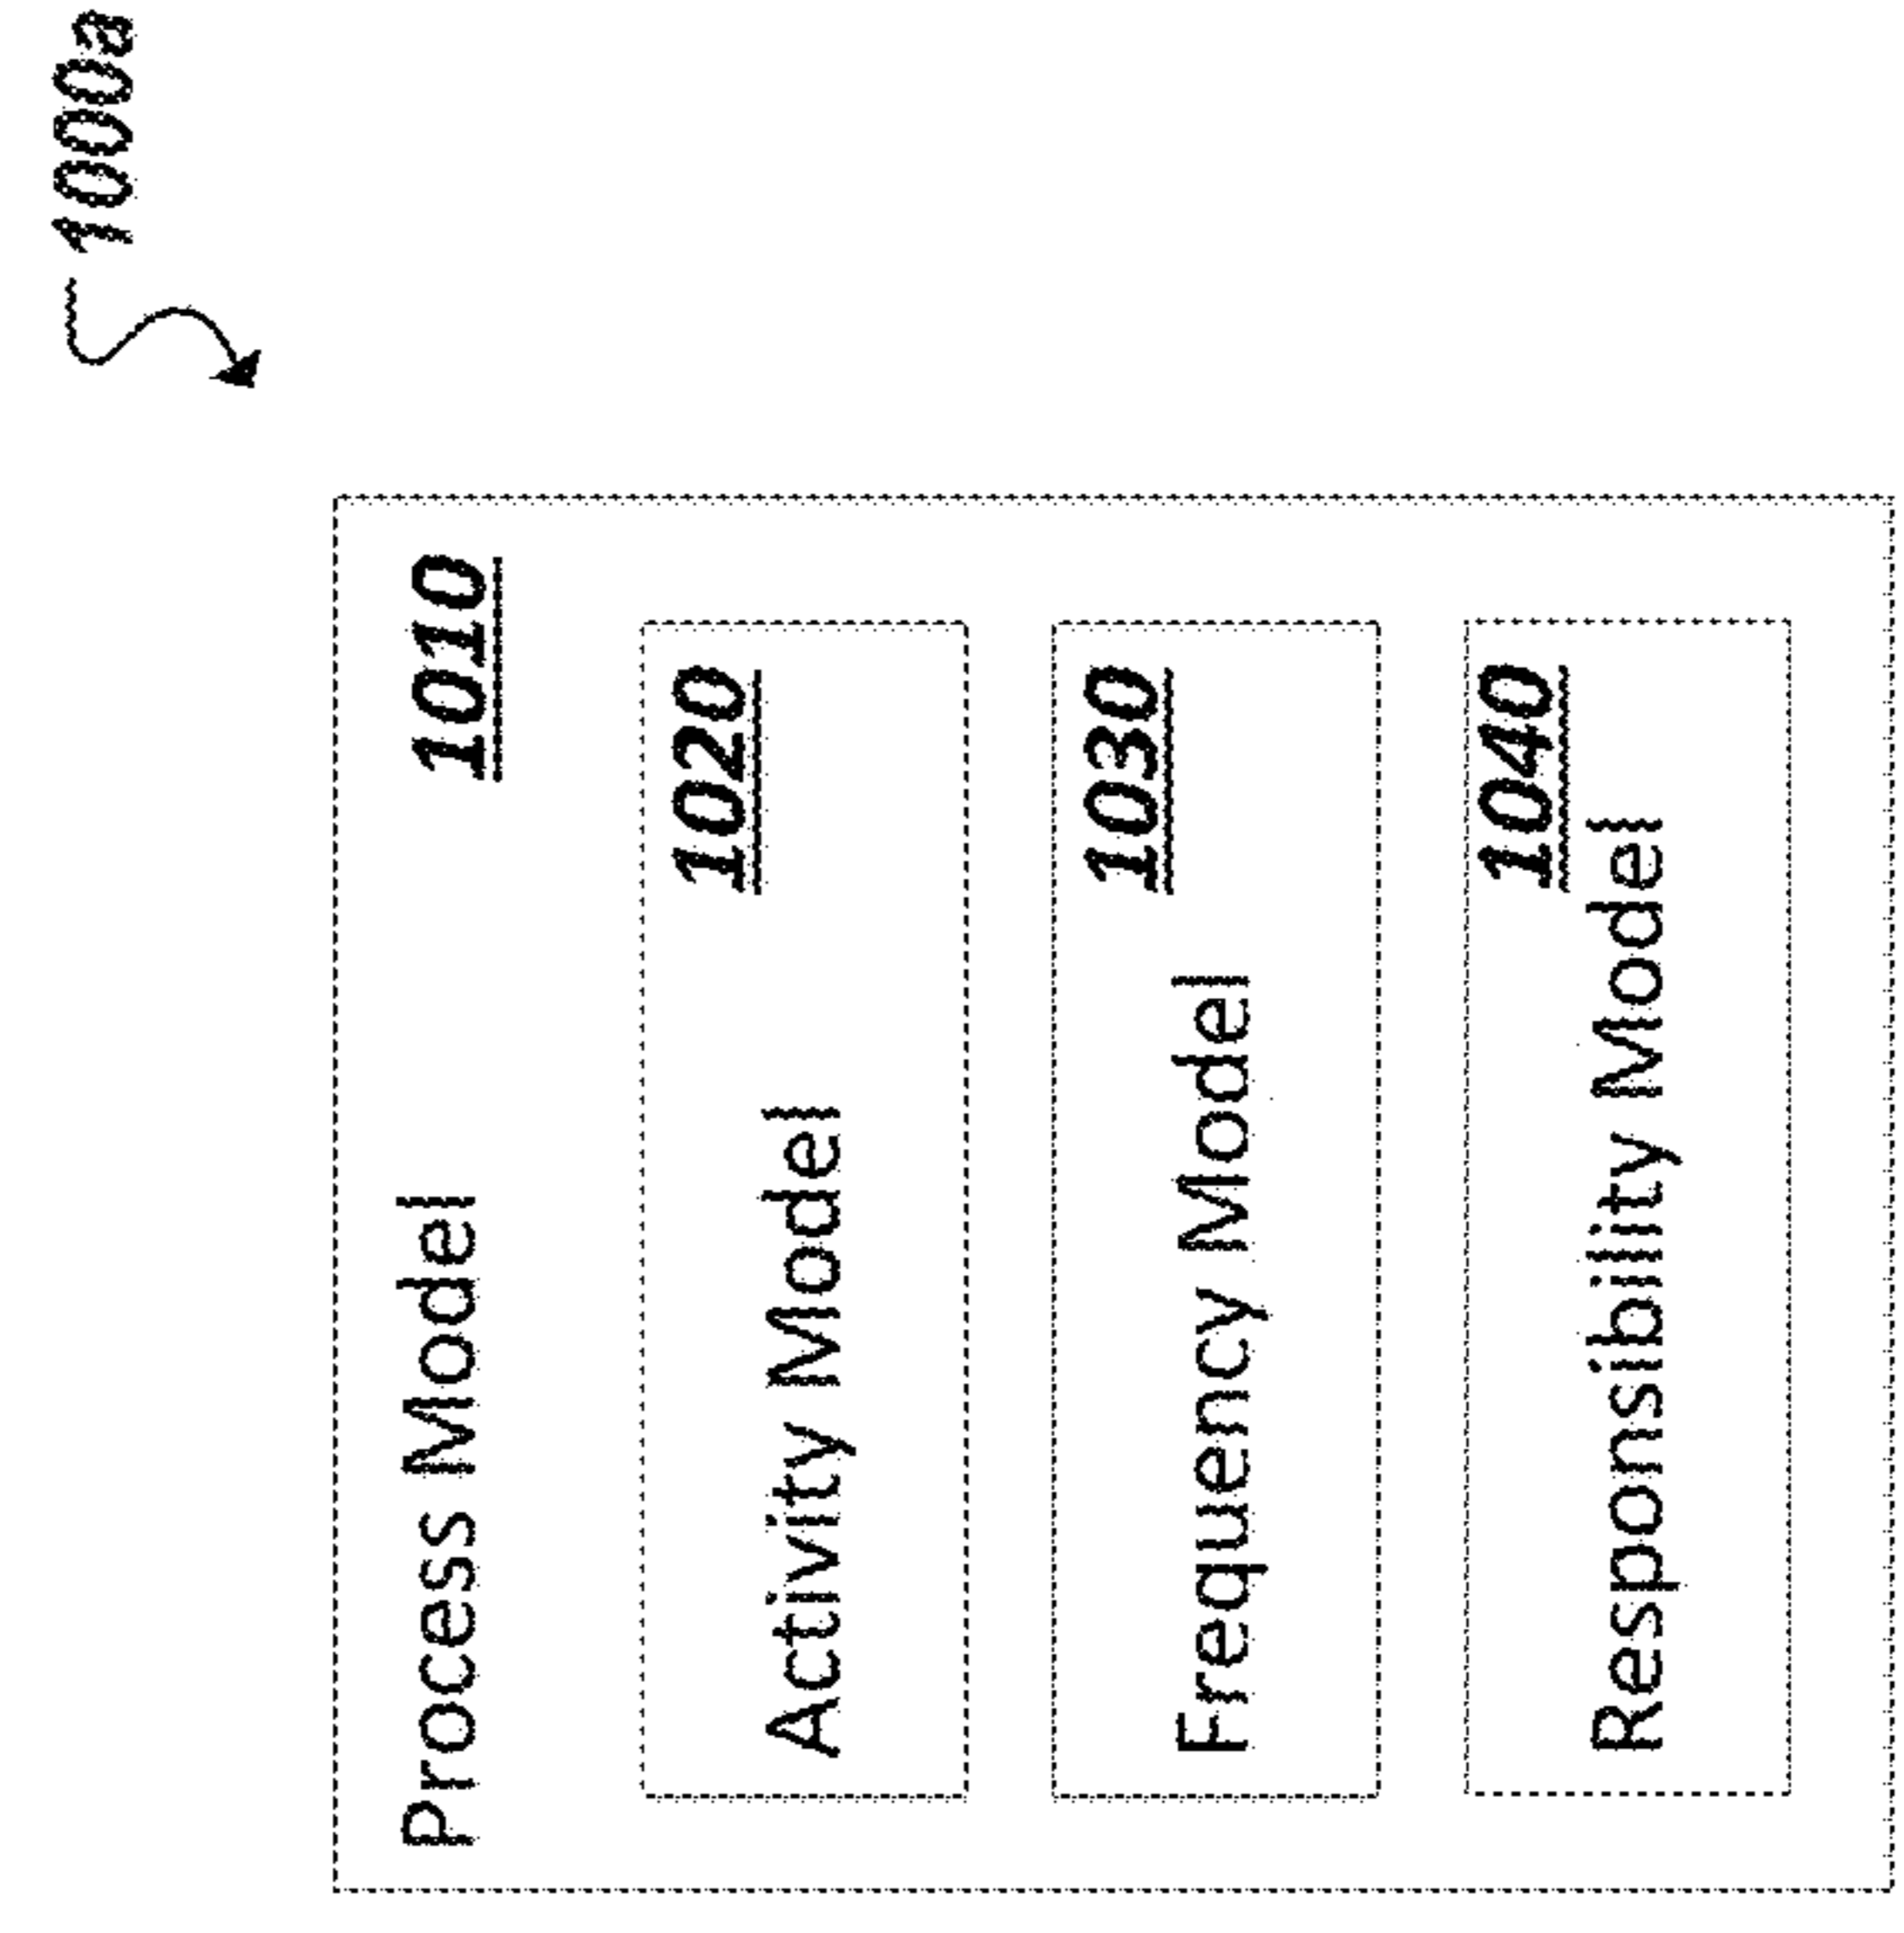 1000a
Process Model 1010
1020
Activity Model
1030
Frequency Model
1040
Responsibility Model